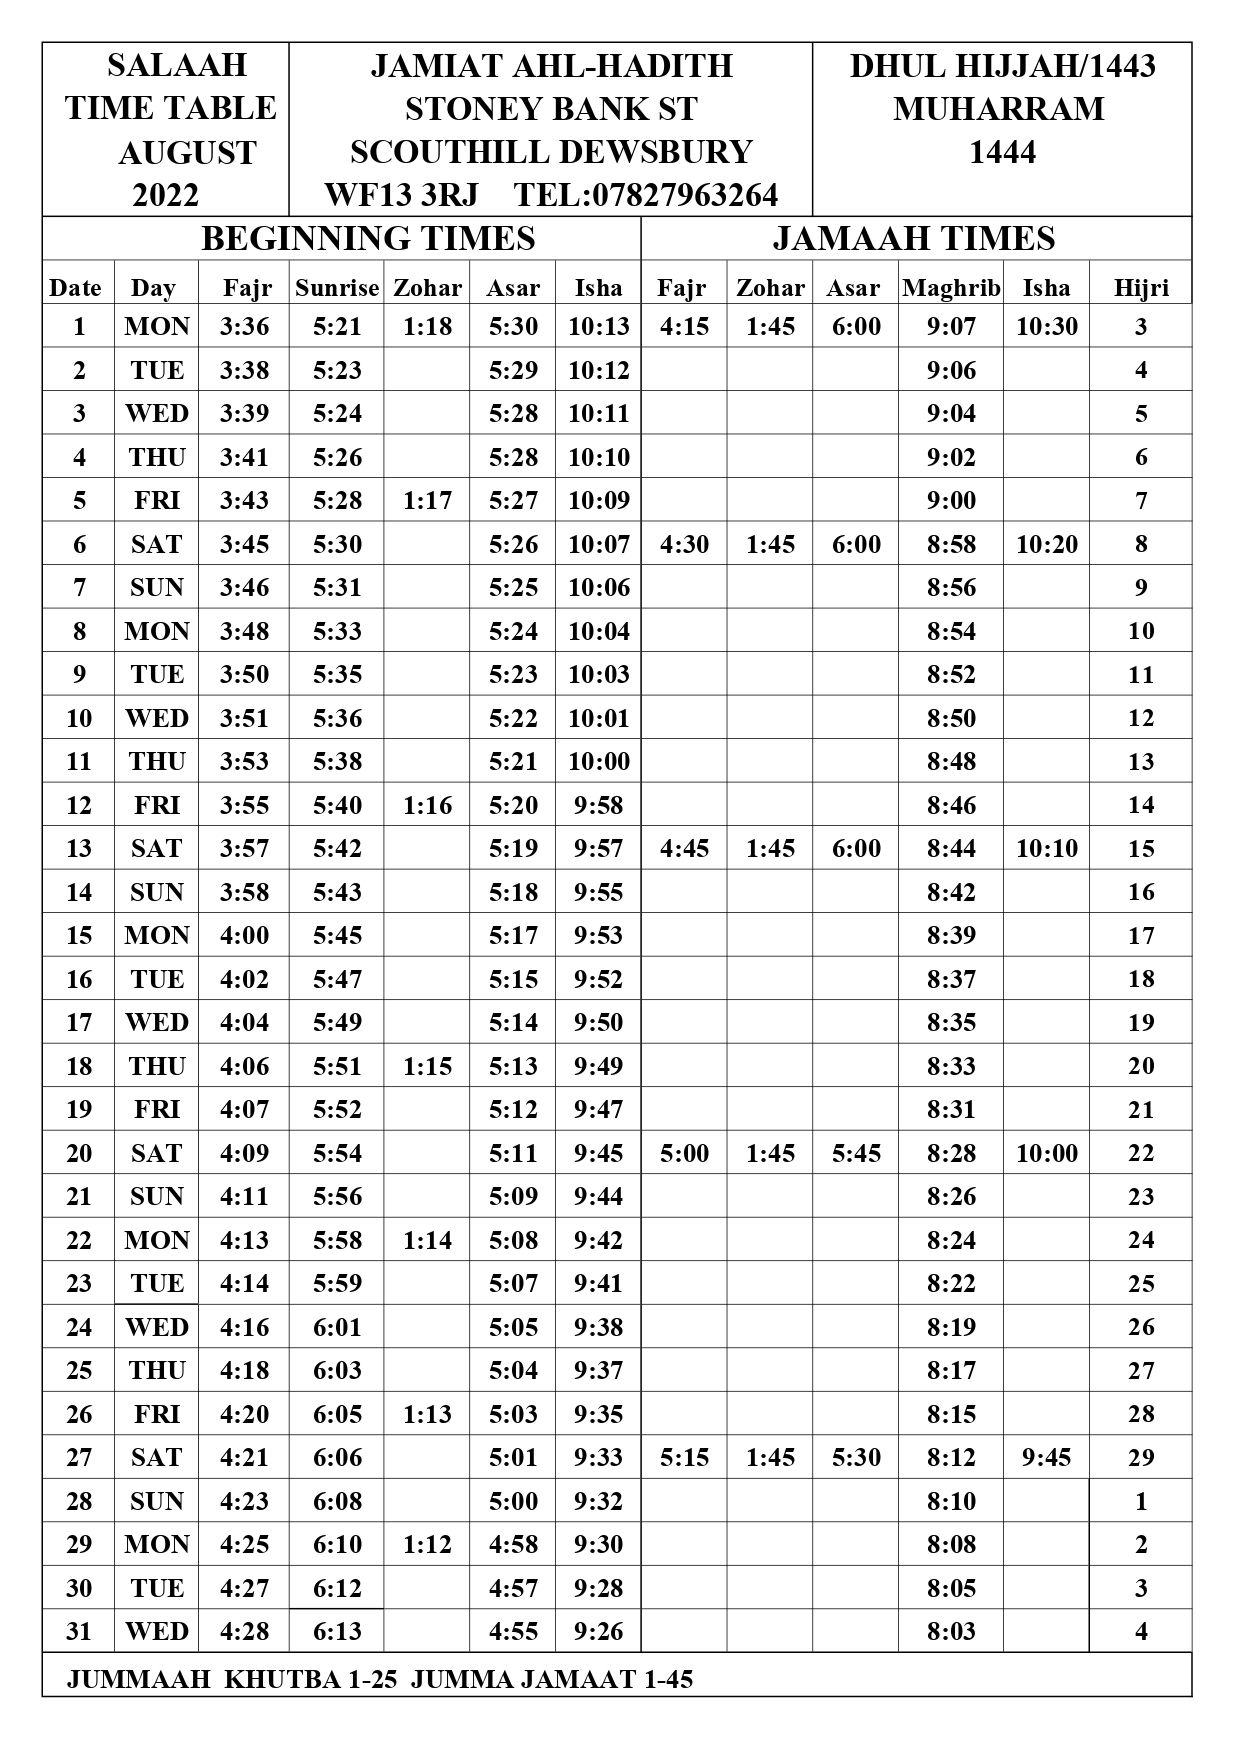 SALAAH
TIME TABLE
AUGUST
2022
JAMIAT AHL-HADITH
STONEY BANK ST
SCOUTHILL DEWSBURY
WF13 3RJ TEL:07827963264
DHUL HIJJAH/1443
MUHARRAM
1444
BEGINNING TIMES JAMAAH TIMES
Date Day Fajr Sunrise Zohar Asar Isha Fajr Zohar Asar Maghrib Isha Hijri
1 MON 3:36 5:21 1:18 5:30 10:13 4:15 1:45 6:00 9:07 10:30 3
2 TUE 3:38 5:23 5:29 10:12 9:06 4
3 WED 3:39 5:24 5:28 10:11 9:04 5
4 THU 3:41 5:26 5:28 10:10 9:02 6
5 FRI 3:43 5:28 1:17 5:27 10:09 9:00 7
6 SAT 3:45 5:30 5:26 10:07 4:30 1:45 6:00 8:58 10:20 8
7 SUN 3:46 5:31 5:25 10:06 8:56 9
8 MON 3:48 5:33 5:24 10:04 8:54 10
9 TUE 3:50 5:35 5:23 10:03 8:52 11
10 WED 3:51 5:36 5:22 10:01 8:50 12
11 THU 3:53 5:38 5:21 10:00 8:48 13
12 FRI 3:55 5:40 1:16 5:20 9:58 8:46 14
13 SAT 3:57 5:42 5:19 9:57 4:45 1:45 6:00 8:44 10:10 15
14 SUN 3:58 5:43 5:18 9:55 8:42 16
15 MON 4:00 5:45 5:17 9:53 8:39 17
16 TUE 4:02 5:47 5:15 9:52 8:37 18
17 WED 4:04 5:49 5:14 9:50 8:35 19
18 THU 4:06 5:51 1:15 5:13 9:49 8:33 20
19 FRI 4:07 5:52 5:12 9:47 8:31 21
20 SAT 4:09 5:54 5:11 9:45 5:00 1:45 5:45 8:28 10:00 22
21 SUN 4:11 5:56 5:09 9:44 8:26 23
22 MON 4:13 5:58 1:14 5:08 9:42 8:24 24
23 TUE 4:14 5:59 5:07 9:41 8:22 25
24 WED 4:16 6:01 5:05 9:38 8:19 26
25 THU 4:18 6:03 5:04 9:37 8:17 27
26 FRI 4:20 6:05 1:13 5:03 9:35 8:15 28
27 SAT 4:21 6:06 5:01 9:33 5:15 1:45 5:30 8:12 9:45 29
28 SUN 4:23 6:08 5:00 9:32 8:10 1
29 MON 4:25 6:10 1:12 4:58 9:30 8:08 2
30 TUE 4:27 6:12 4:57 9:28 8:05 3
31 WED 4:28 6:13 4:55 9:26 8:03 4
JUMMAAH KHUTBA 1-25 JUMMA JAMAAT 1-45